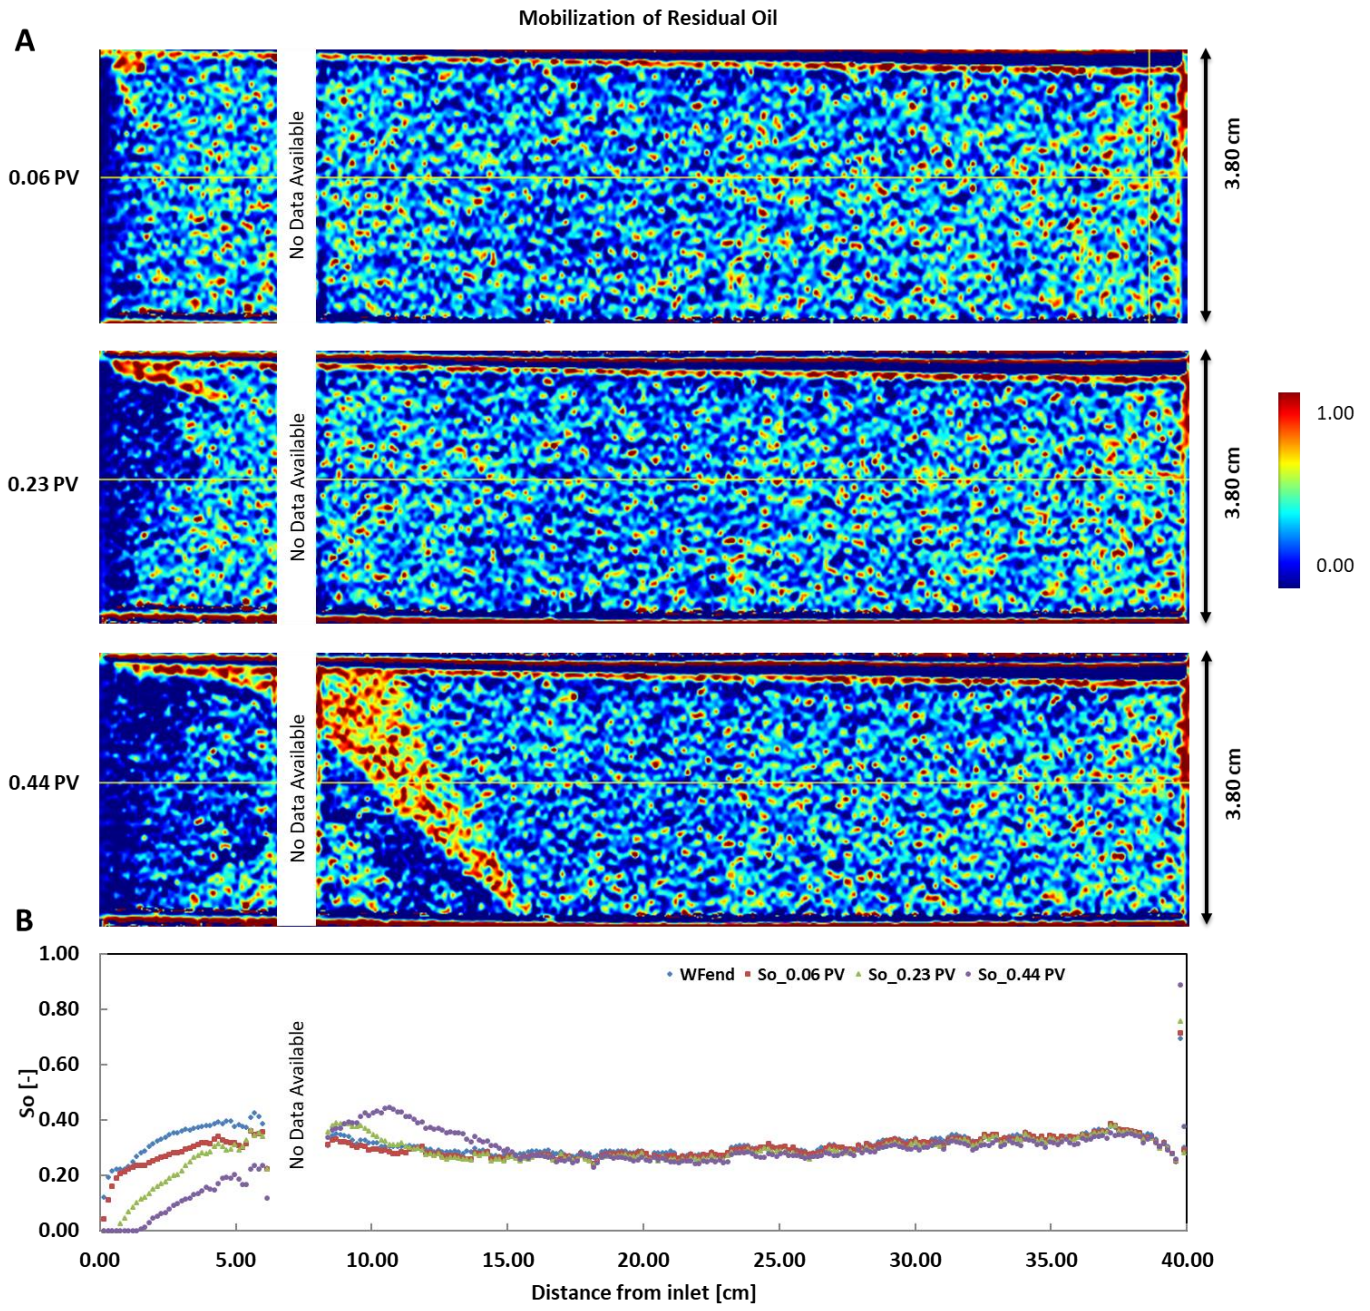 Mobilization of Residual Oil
A
0.06 PV
No Data Available
3.80 cm
0.23 PV
No Data Available
3.80 cm
1.00
0.00
0.44 PV
No Data Available
3.80 cm
B
So [-]
1.00
0.80
0.60
0.40
0.20
0.00
WFend So_0.06 PV So_0.23 PV So_0.44 PV
No Data Available
0.00 5.00 10.00 15.00 20.00 25.00 30.00 35.00 40.00
Distance from inlet [cm]